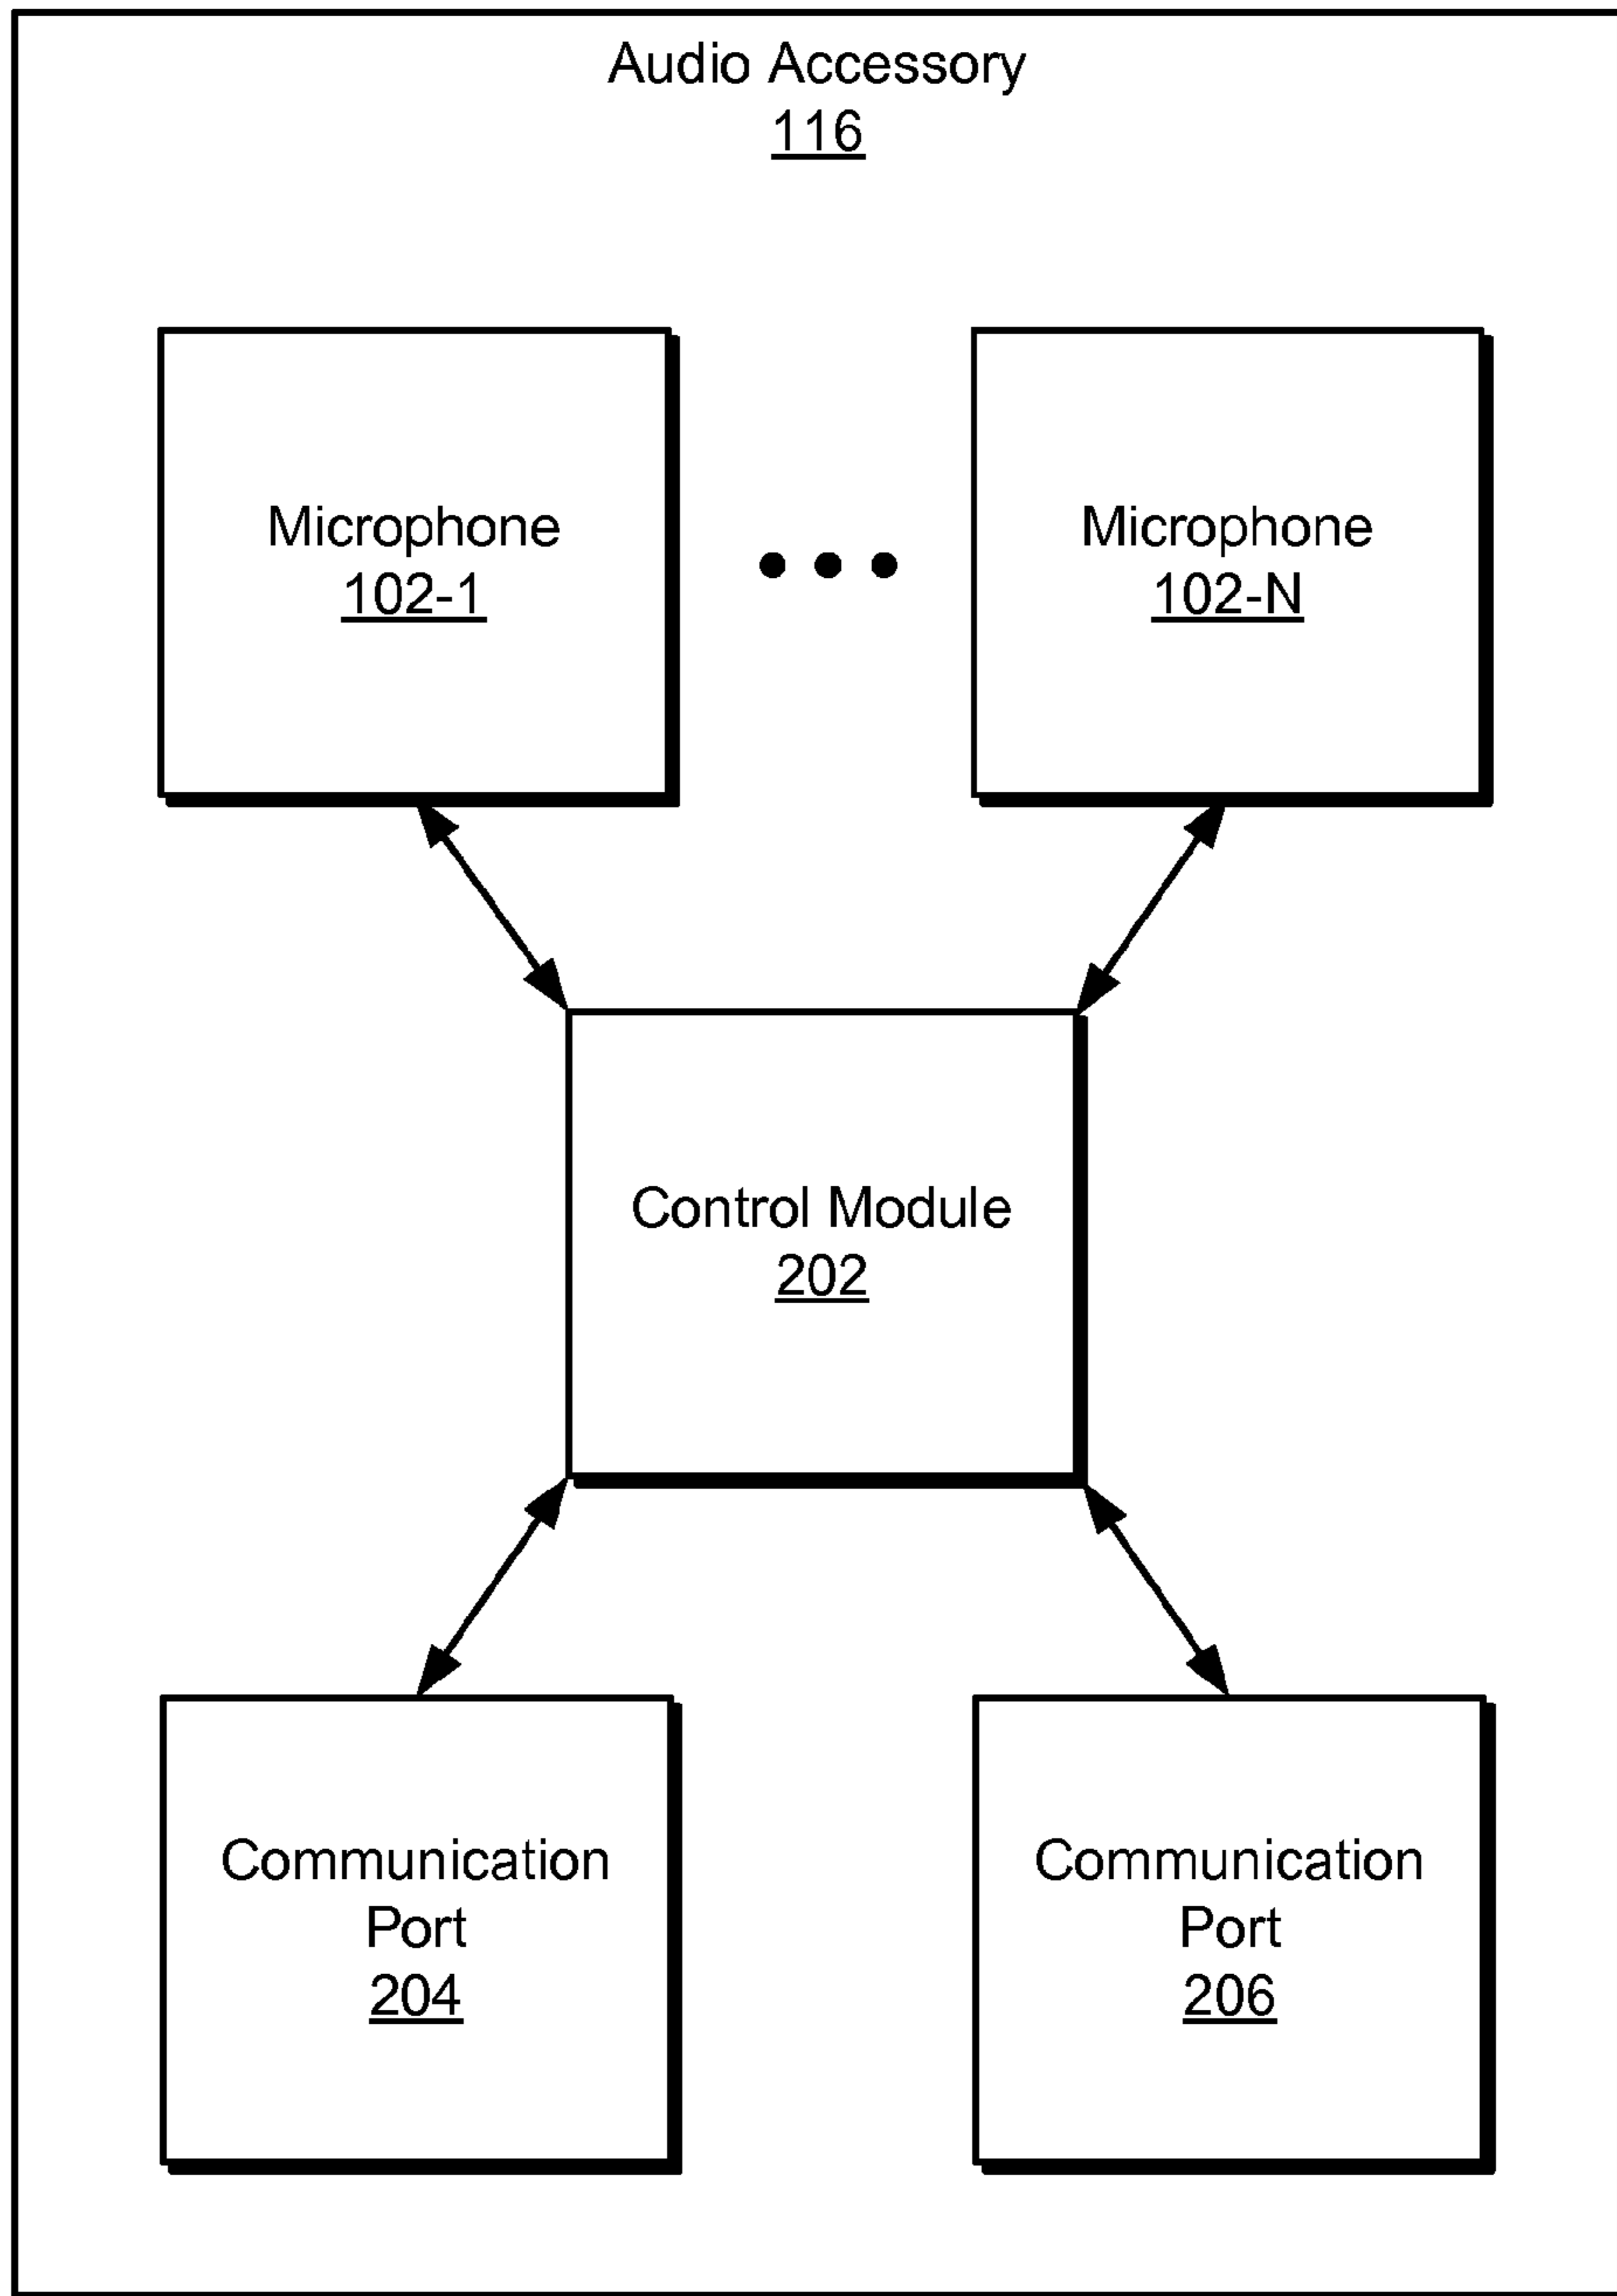 Audio Accessory
116
Microphone
102-1
Microphone
102-N
Control Module
202
Communication
Port
204
Communication
Port
206